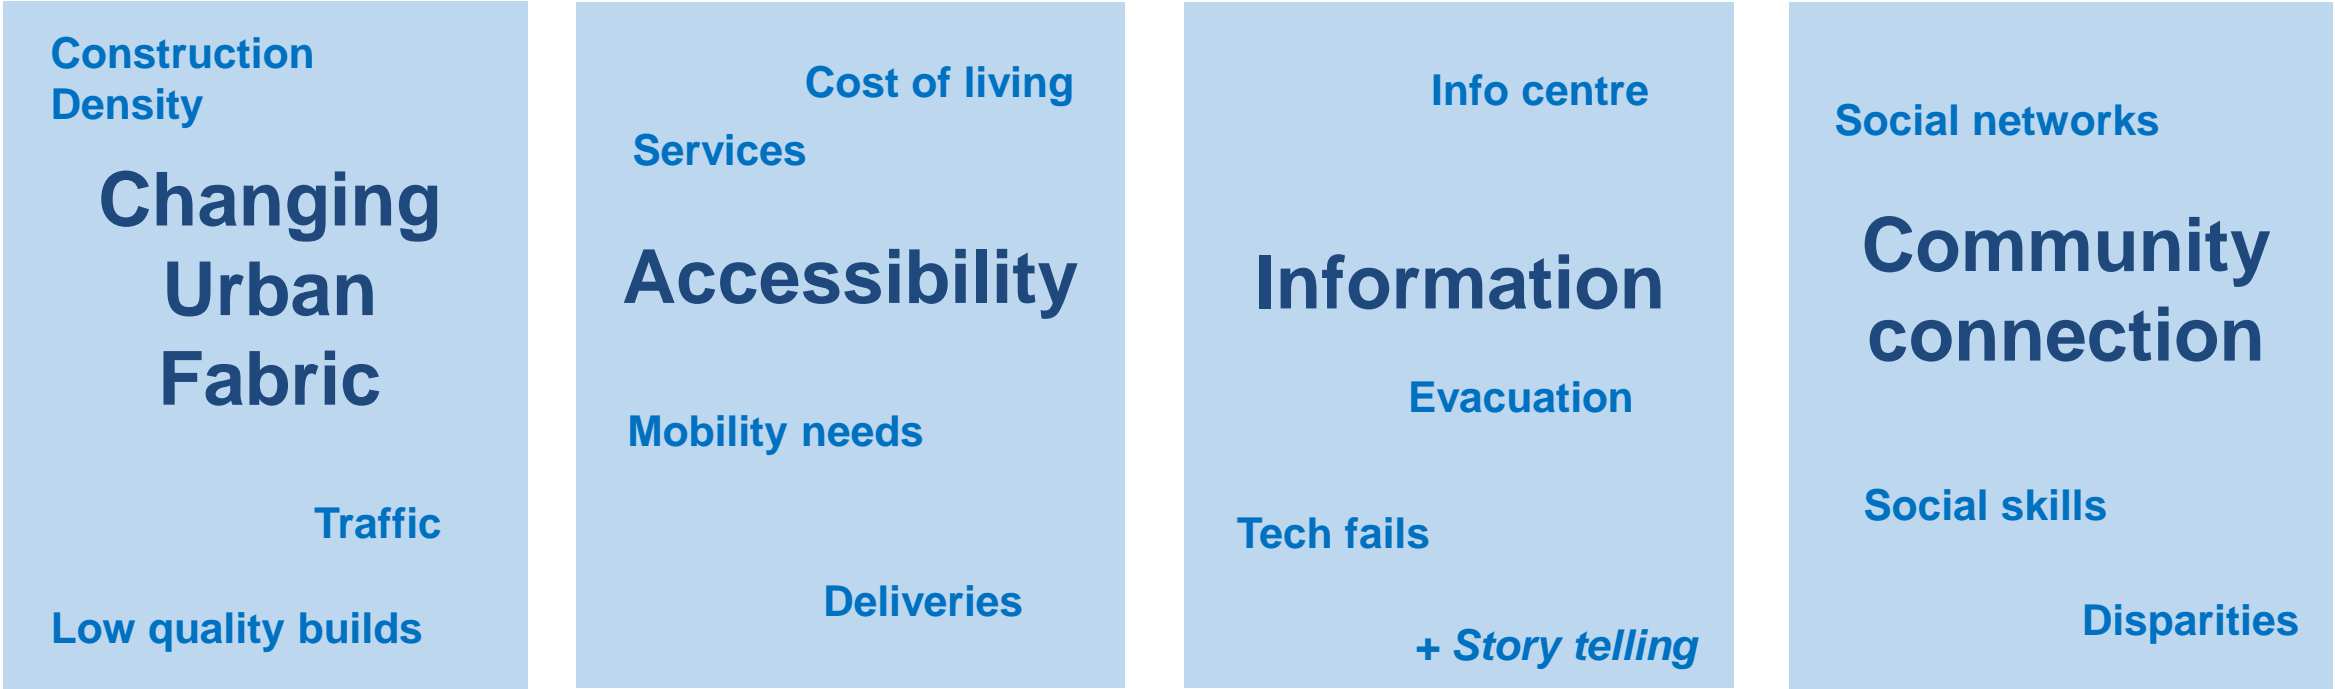 Construction
Density
Changing
Urban
Fabric
Traffic
Low quality builds
Cost of living
Services
Accessibility
Mobility needs
Deliveries
Info centre
Information
Evacuation
Tech fails
+ Story telling
Social networks
Community
connection
Social skills
Disparities